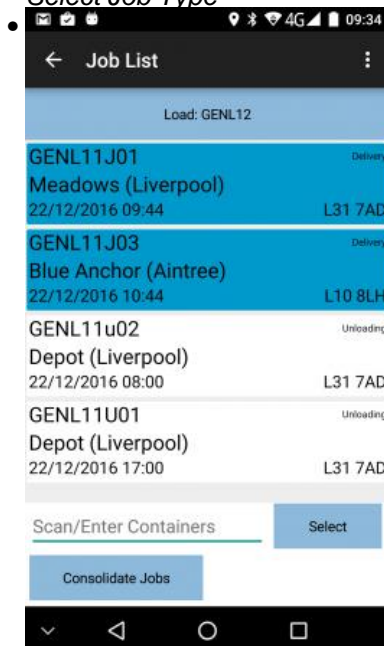 Select Job Type
4G 09:34
Job List
Load: GENL12
GENL11J01 Delivery
Meadows (Liverpool)
22/12/2016 09:44 L31 7AD
GENL11J03 Delivery
Blue Anchor (Aintree)
22/12/2016 10:44 L10 8LH
GENL11u02 Unloading
Depot (Liverpool)
22/12/2016 08:00 L31 7AD
GENL11U01 Unloading
Depot (Liverpool)
22/12/2016 17:00 L31 7AD
Scan/Enter Containers Select
Consolidate Jobs